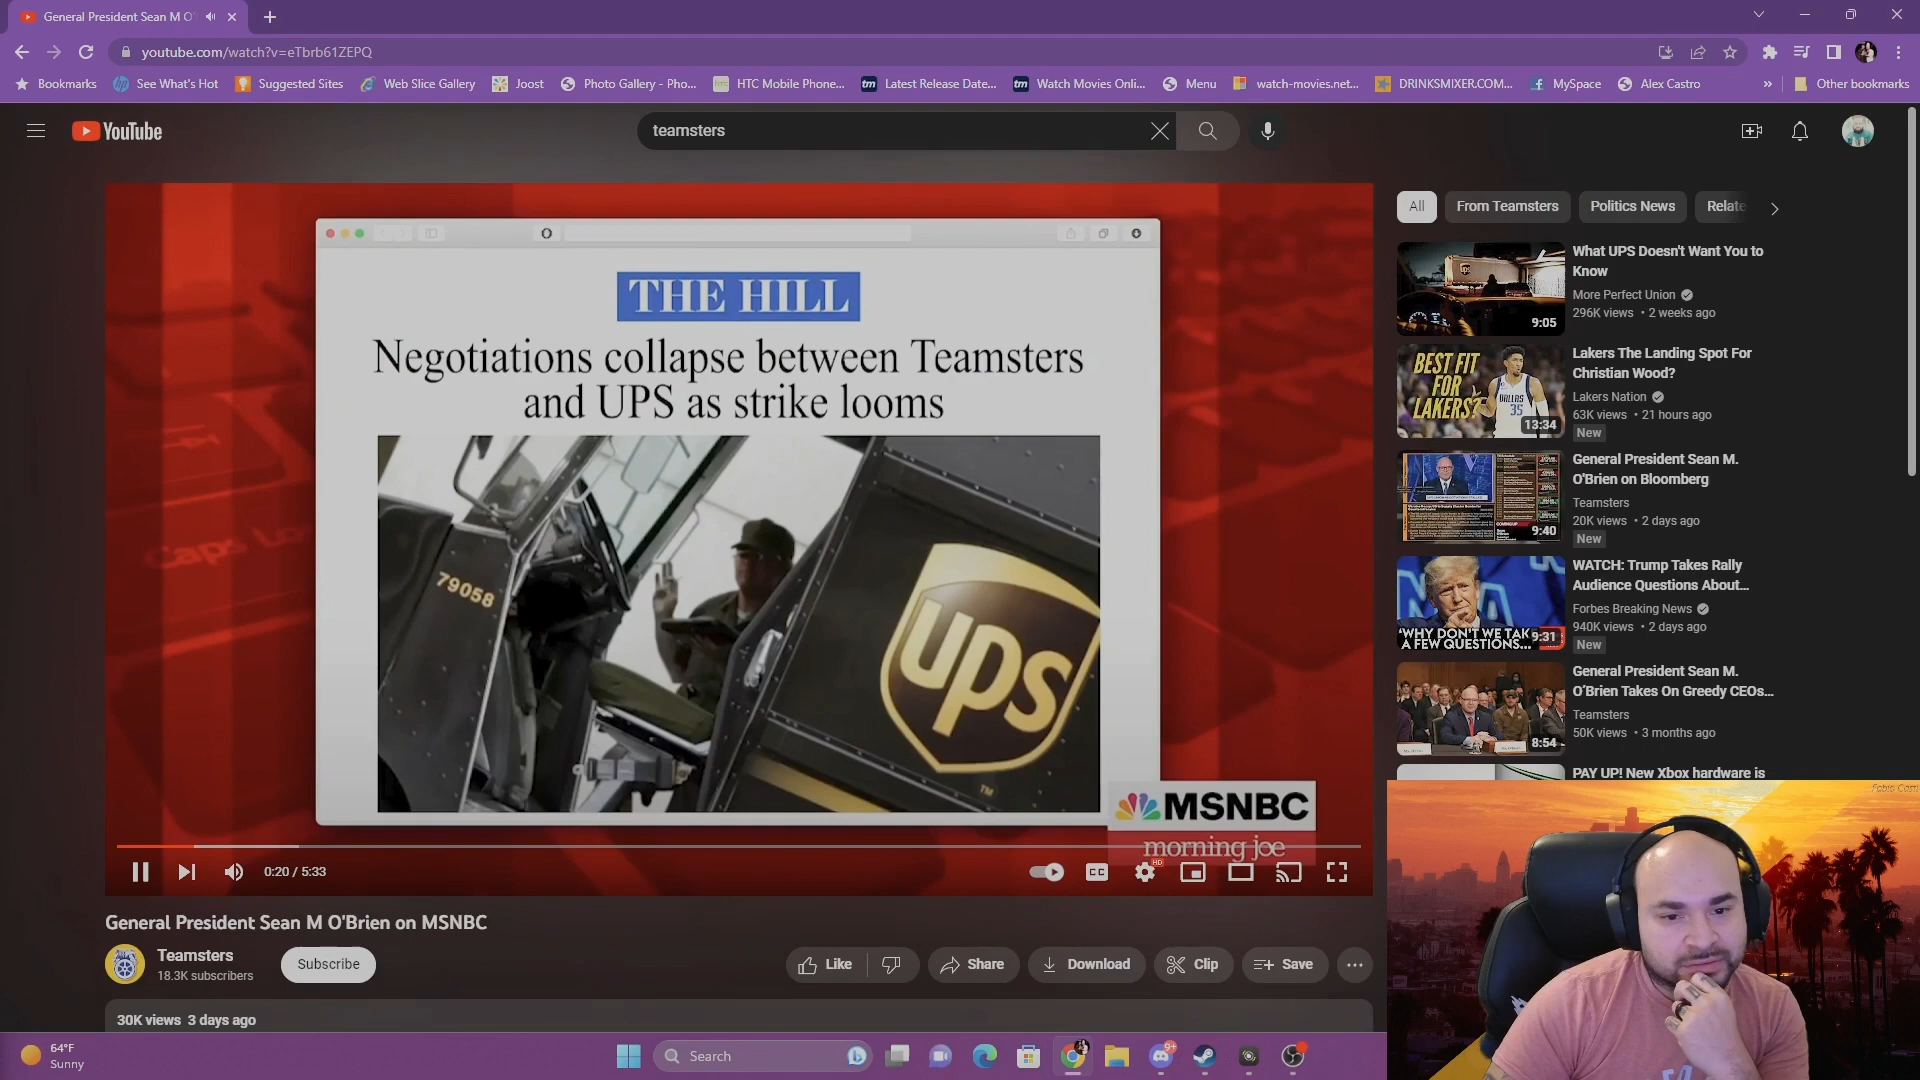 General President Sean M O'
youtube.com/watch?v=eTbrb61ZEPQ
Bookmarks
See What's Hot
Suggested Sites
Web Slice Gallery
Joost
Photo Gallery - Pho...
HTC Mobile Phone...
Latest Release Date...
Watch Movies Onli...
Menu
watch-movies.net...
DRINKSMIXER.COM...
MySpace
Alex Castro
Other bookmarks
YouTube
teamsters
THE HILL
Negotiations collapse between Teamsters
and UPS as strike looms
79058
ups
TM
Caps Lo
MSNBC
morning joe
0:20 / 5:33
CC
HD
General President Sean M O'Brien on MSNBC
Teamsters
18.3K subscribers
Subscribe
Like
Share
Download
Clip
Save
30K views 3 days ago
All
From Teamsters
Politics News
Relate
What UPS Doesn't Want You to
Know
More Perfect Union
296K views • 2 weeks ago
ups
9:05
Lakers The Landing Spot For
Christian Wood?
Lakers Nation
63K views • 21 hours ago
New
BEST FIT
FOR
LAKERS?
DALLAS
35
13:34
General President Sean M.
O'Brien on Bloomberg
Teamsters
20K views • 2 days ago
New
9:40
WATCH: Trump Takes Rally
Audience Questions About...
Forbes Breaking News
940K views • 2 days ago
New
'WHY DON'T WE TAK
A FEW QUESTIONS...
9:31
General President Sean M.
O'Brien Takes On Greedy CEOs...
Teamsters
50K views • 3 months ago
8:54
PAY UP! New Xbox hardware is
64°F
Sunny
Search
9+